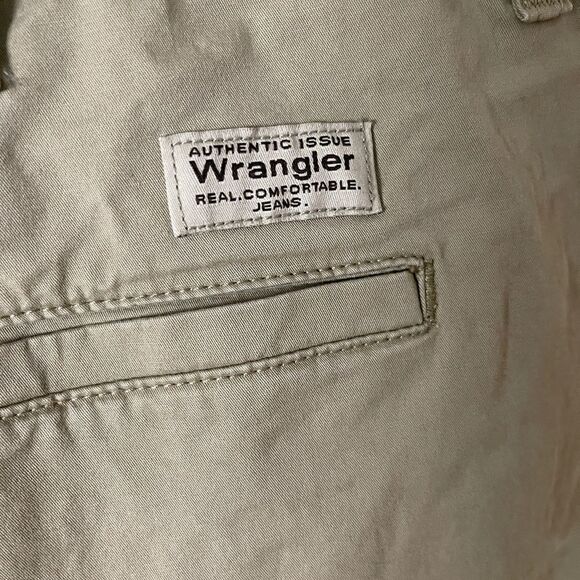 AUTHENTIC ISSUE
Wrangler
REAL.COMFORTABLE.
JEANS.